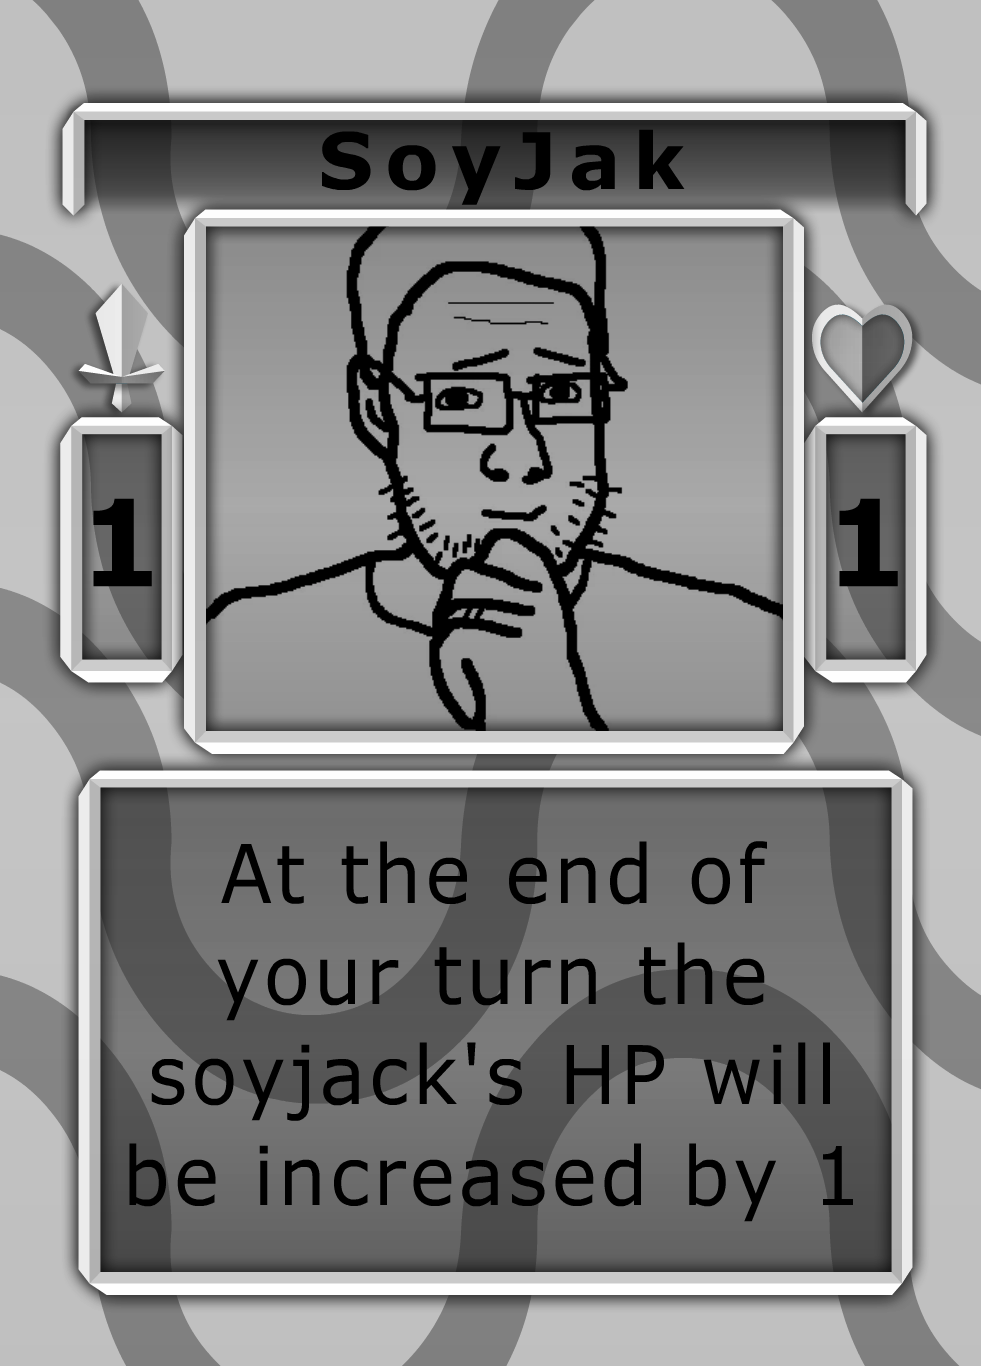 SoyJak
1
1
At the end of
your turn the
soyjack's HP will
be increased by 1